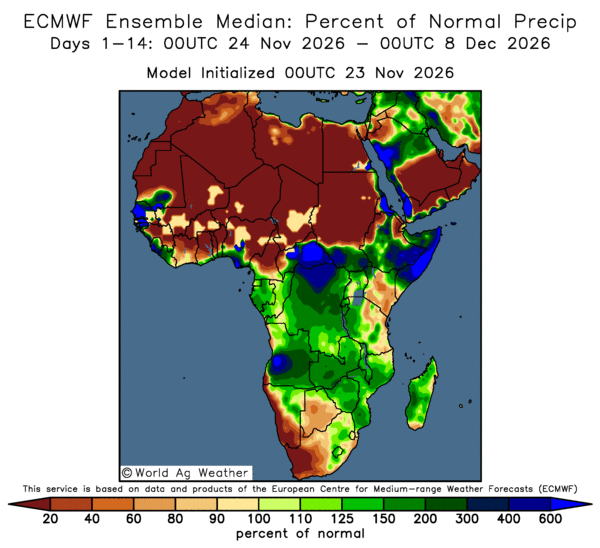 ECMWF Ensemble Median: Percent of Normal Precip
Days 1-14: 00UTC 24 Nov 2026 - 00UTC 8 Dec 2026
Model Initialized 00UTC 23 Nov 2026
© World Ag Weather
This service is based on data and products of the European Centre for Medium-range Weather Forecasts (ECMWF)
20 40 60 80 90 100 110 125 150 200 300 400 600
percent of normal